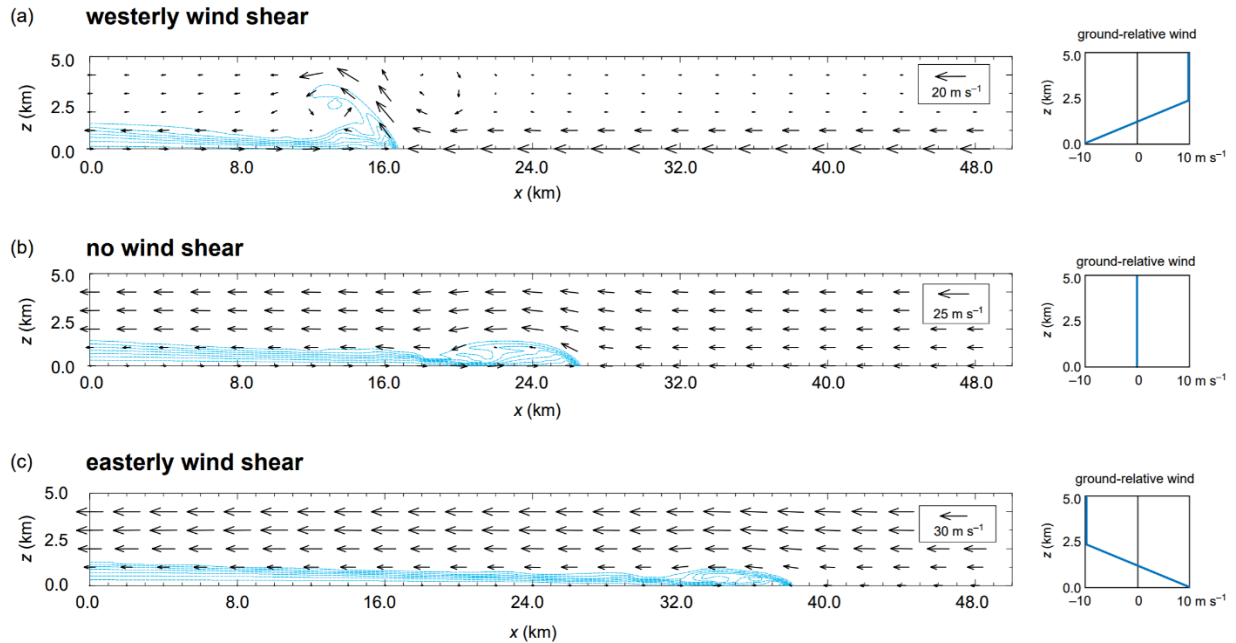 (a) westerly wind shear
ground-relative wind
5.0
2.5
0.0
z (km)
20 m s⁻¹
0.0 8.0 16.0 24.0 32.0 40.0 48.0
x (km)
5.0
2.5
0.0
z (km)
−10 0 10 m s⁻¹
(b) no wind shear
ground-relative wind
5.0
2.5
0.0
z (km)
25 m s⁻¹
0.0 8.0 16.0 24.0 32.0 40.0 48.0
x (km)
5.0
2.5
0.0
z (km)
−10 0 10 m s⁻¹
(c) easterly wind shear
ground-relative wind
5.0
2.5
0.0
z (km)
30 m s⁻¹
0.0 8.0 16.0 24.0 32.0 40.0 48.0
x (km)
5.0
2.5
0.0
z (km)
−10 0 10 m s⁻¹